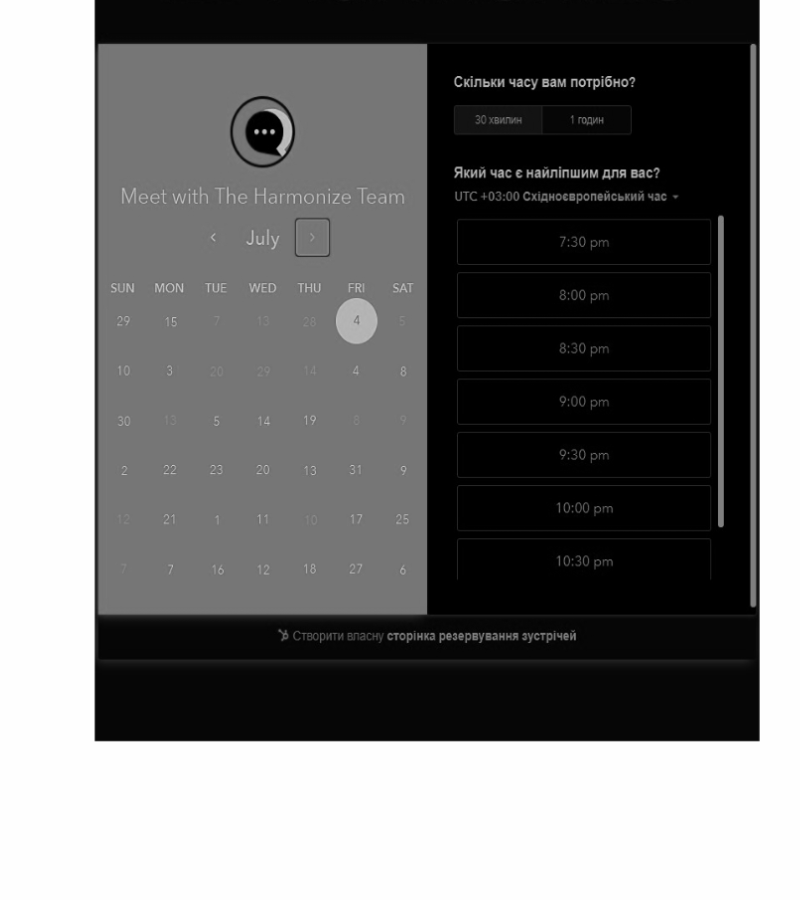 Meet with The Harmonize Team
July
SUN MON TUE WED THU FRI SAT
29 15 7 13 28 4 5
10 3 20 29 14 4 8
30 13 5 14 19 8 9
2 22 23 20 13 31 9
12 21 1 11 10 17 25
7 7 16 12 18 27 6
Скільки часу вам потрібно?
30 хвилин 1 годин
Який час є найліпшим для вас?
UTC +03:00 Східноєвропейський час
7:30 pm
8:00 pm
8:30 pm
9:00 pm
9:30 pm
10:00 pm
10:30 pm
Створити власну сторінка резервування зустрічей